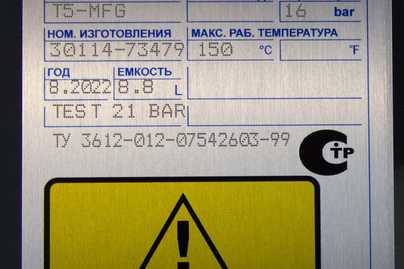 T5-MFG 16 bar
НОМ. ИЗГОТОВЛЕНИЯ МАКС. РАБ. ТЕМПЕРАТУРА
30114-73479 150 °C °F
ГОД ЕМКОСТЬ
8.2022 8.8 L
TEST 21 BAR
ТУ 3612-012-07542603-99
СТР